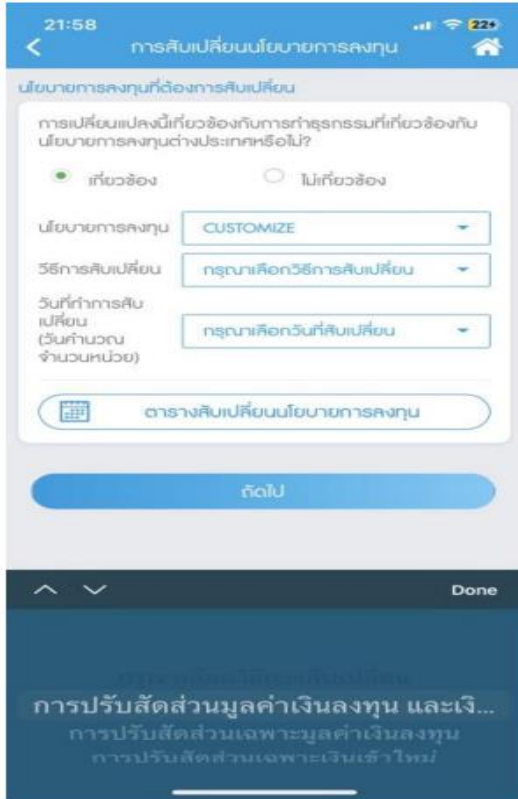 21:58
22+
การสับเปลี่ยนนโยบายการลงทุน
นโยบายการลงทุนที่ต้องการสับเปลี่ยน
การเปลี่ยนแปลงนี้เกี่ยวข้องกับการทำธุรกรรมที่เกี่ยวข้องกับ
นโยบายการลงทุนต่างประเทศหรือไม่?
เกี่ยวข้อง ไม่เกี่ยวข้อง
นโยบายการลงทุน CUSTOMIZE
วิธีการสับเปลี่ยน กรุณาเลือกวิธีการสับเปลี่ยน
วันที่ทำการสับ
เปลี่ยน
(วันคำนวณ
จำนวนหน่วย)
กรุณาเลือกวันที่สับเปลี่ยน
ตารางสับเปลี่ยนนโยบายการลงทุน
ถัดไป
Done
การปรับสัดส่วนมูลค่าเงินลงทุน และเงิ...
การปรับสัดส่วนเฉพาะมูลค่าเงินลงทุน
การปรับสัดส่วนเฉพาะเงินเข้าใหม่